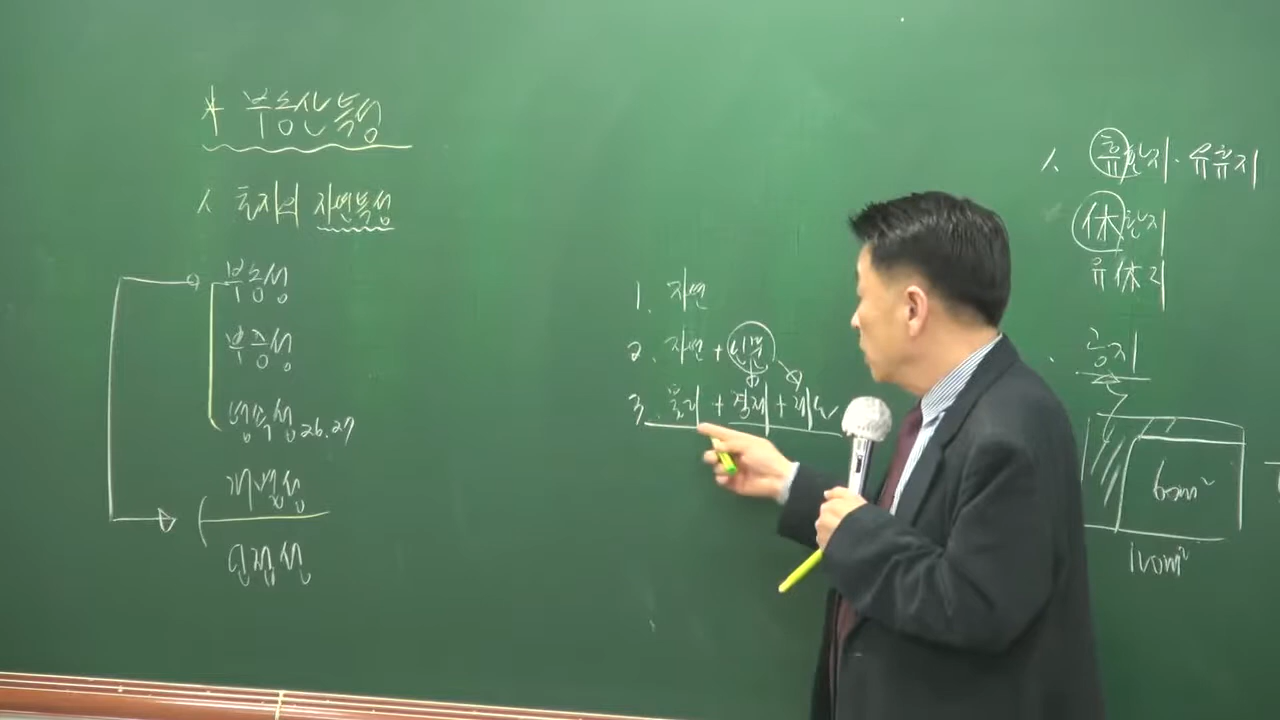 * 부동산특성
1. 토지의 자연특성
부동성
부증성
영속성 26.27
개별성
인접성
1. 자연
2. 자연 + 인문
3. 물리 + 경제 + 제도
1. 휴한지 · 유휴지
休한지
유休지
· 공지
60m²
100m²